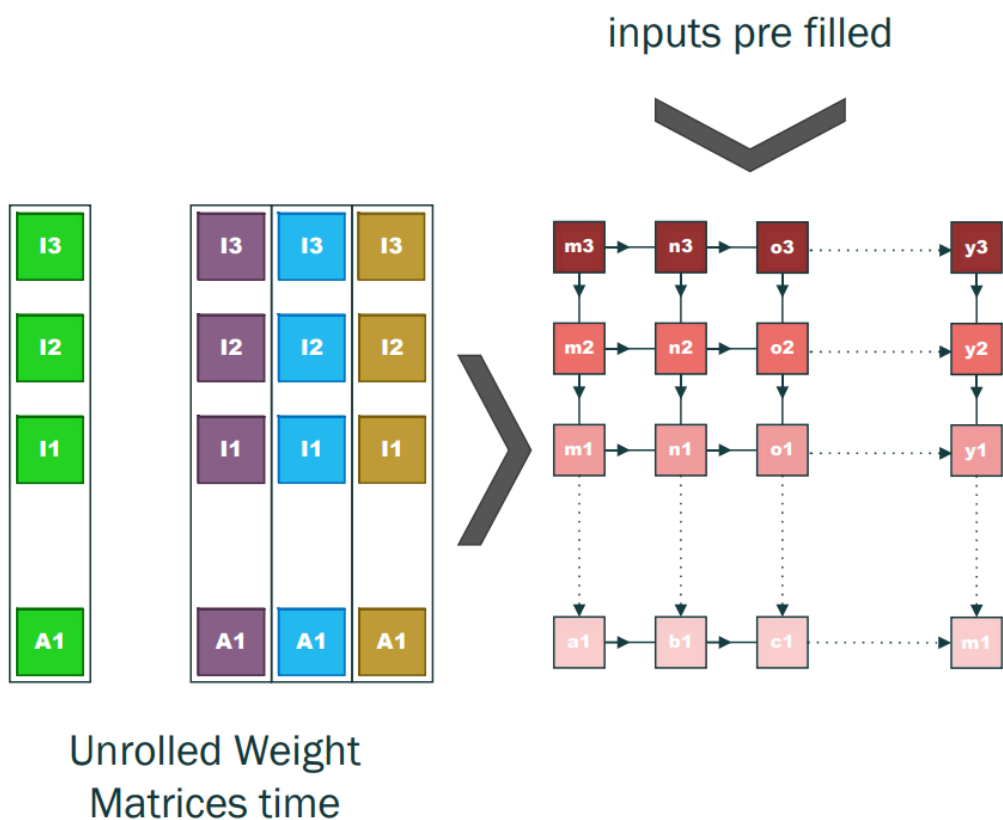 inputs pre filled
I3 I3 I3 I3 m3 n3 o3 y3
I2 I2 I2 I2 m2 n2 o2 y2
I1 I1 I1 I1 m1 n1 o1 y1
A1 A1 A1 A1 a1 b1 c1 m1
Unrolled Weight
Matrices time